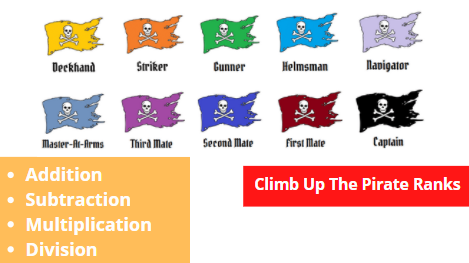 Deckhand Striker Gunner Helmsman Navigator
Master-At-Arms Third Mate Second Mate First Mate Captain
Addition
Subtraction
Multiplication
Division
Climb Up The Pirate Ranks